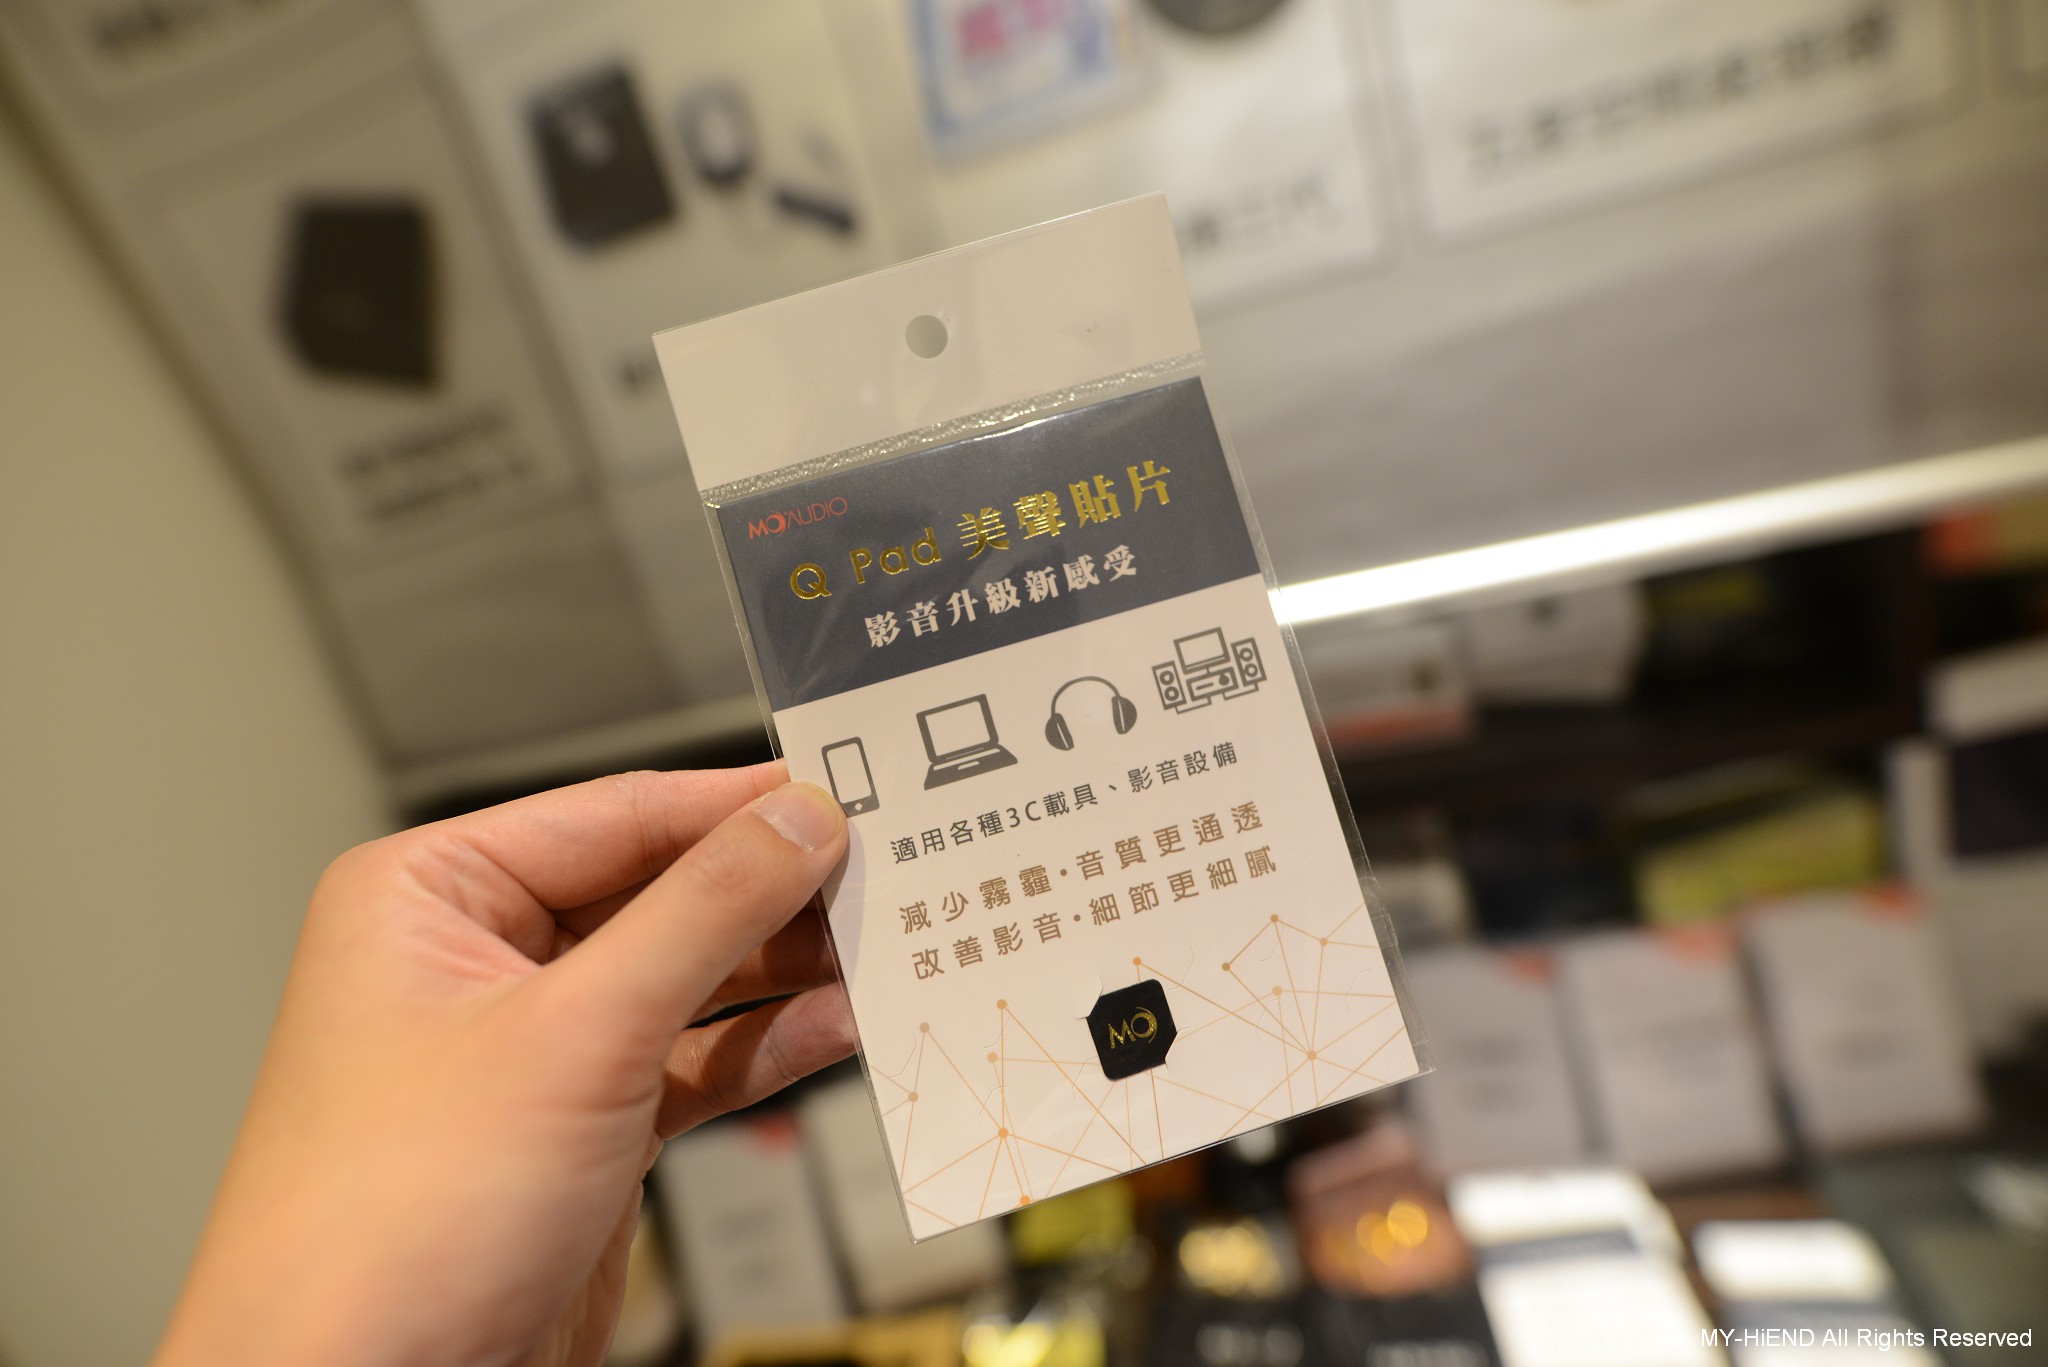 MOAUDIO
Q Pad 美聲貼片
影音升級新感受
適用各種3C載具、影音設備
減少霧霾・音質更通透
改善影音・細節更細膩
MO
MY-HiEND All Rights Reserved